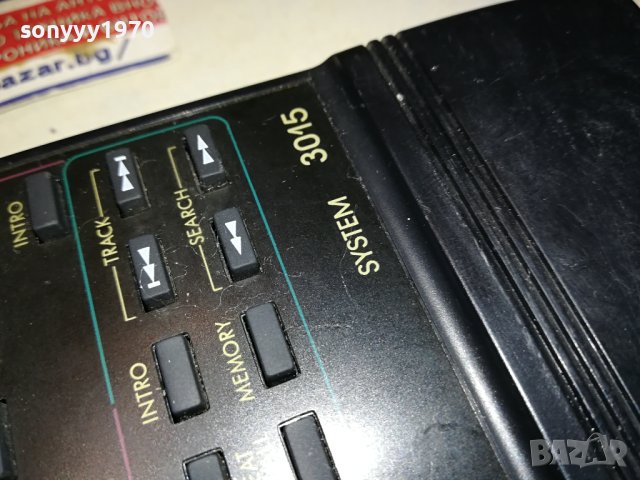 sonyyy1970
azar.bg/
SYSTEM 3015
INTRO
TRACK
SEARCH
INTRO
MEMORY
BAZAR